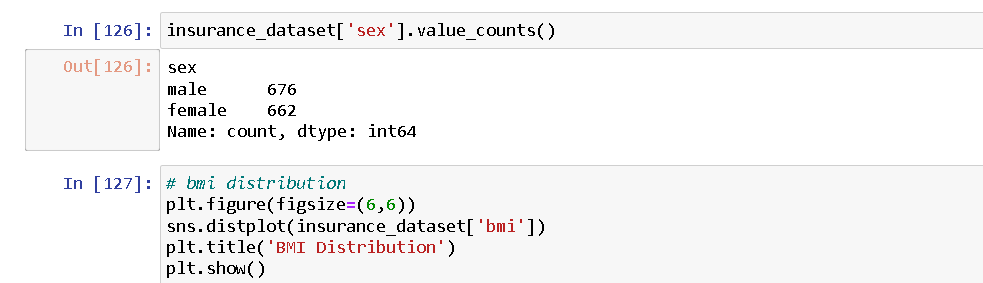 In [126]: insurance_dataset['sex'].value_counts()
Out[126]: sex
male      676
female    662
Name: count, dtype: int64
In [127]: # bmi distribution
plt.figure(figsize=(6,6))
sns.distplot(insurance_dataset['bmi'])
plt.title('BMI Distribution')
plt.show()